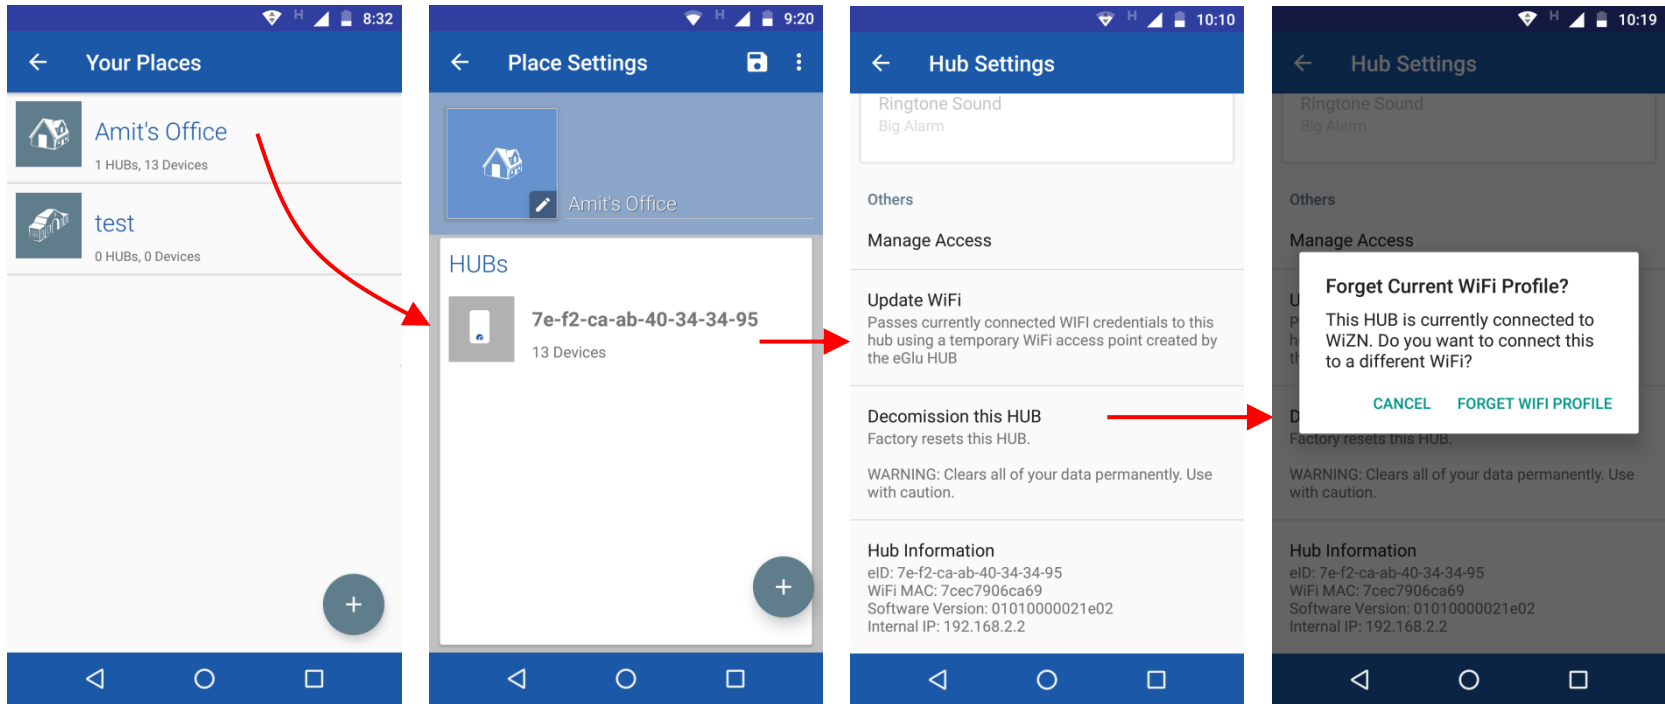 H 8:32
Your Places
Amit's Office
1 HUBs, 13 Devices
test
0 HUBs, 0 Devices
+
H 9:20
Place Settings
Amit's Office
HUBs
7e-f2-ca-ab-40-34-34-95
13 Devices
+
H 10:10
Hub Settings
Ringtone Sound
Big Alarm
Others
Manage Access
Update WiFi
Passes currently connected WIFI credentials to this
hub using a temporary WiFi access point created by
the eGlu HUB
Decomission this HUB
Factory resets this HUB.
WARNING: Clears all of your data permanently. Use
with caution.
Hub Information
eID: 7e-f2-ca-ab-40-34-34-95
WiFi MAC: 7cec7906ca69
Software Version: 01010000021e02
Internal IP: 192.168.2.2
H 10:19
Hub Settings
Ringtone Sound
Big Alarm
Others
Manage Access
Forget Current WiFi Profile?
This HUB is currently connected to
WiZN. Do you want to connect this
to a different WiFi?
CANCEL FORGET WIFI PROFILE
Factory resets this HUB.
WARNING: Clears all of your data permanently. Use
with caution.
Hub Information
eID: 7e-f2-ca-ab-40-34-34-95
WiFi MAC: 7cec7906ca69
Software Version: 01010000021e02
Internal IP: 192.168.2.2